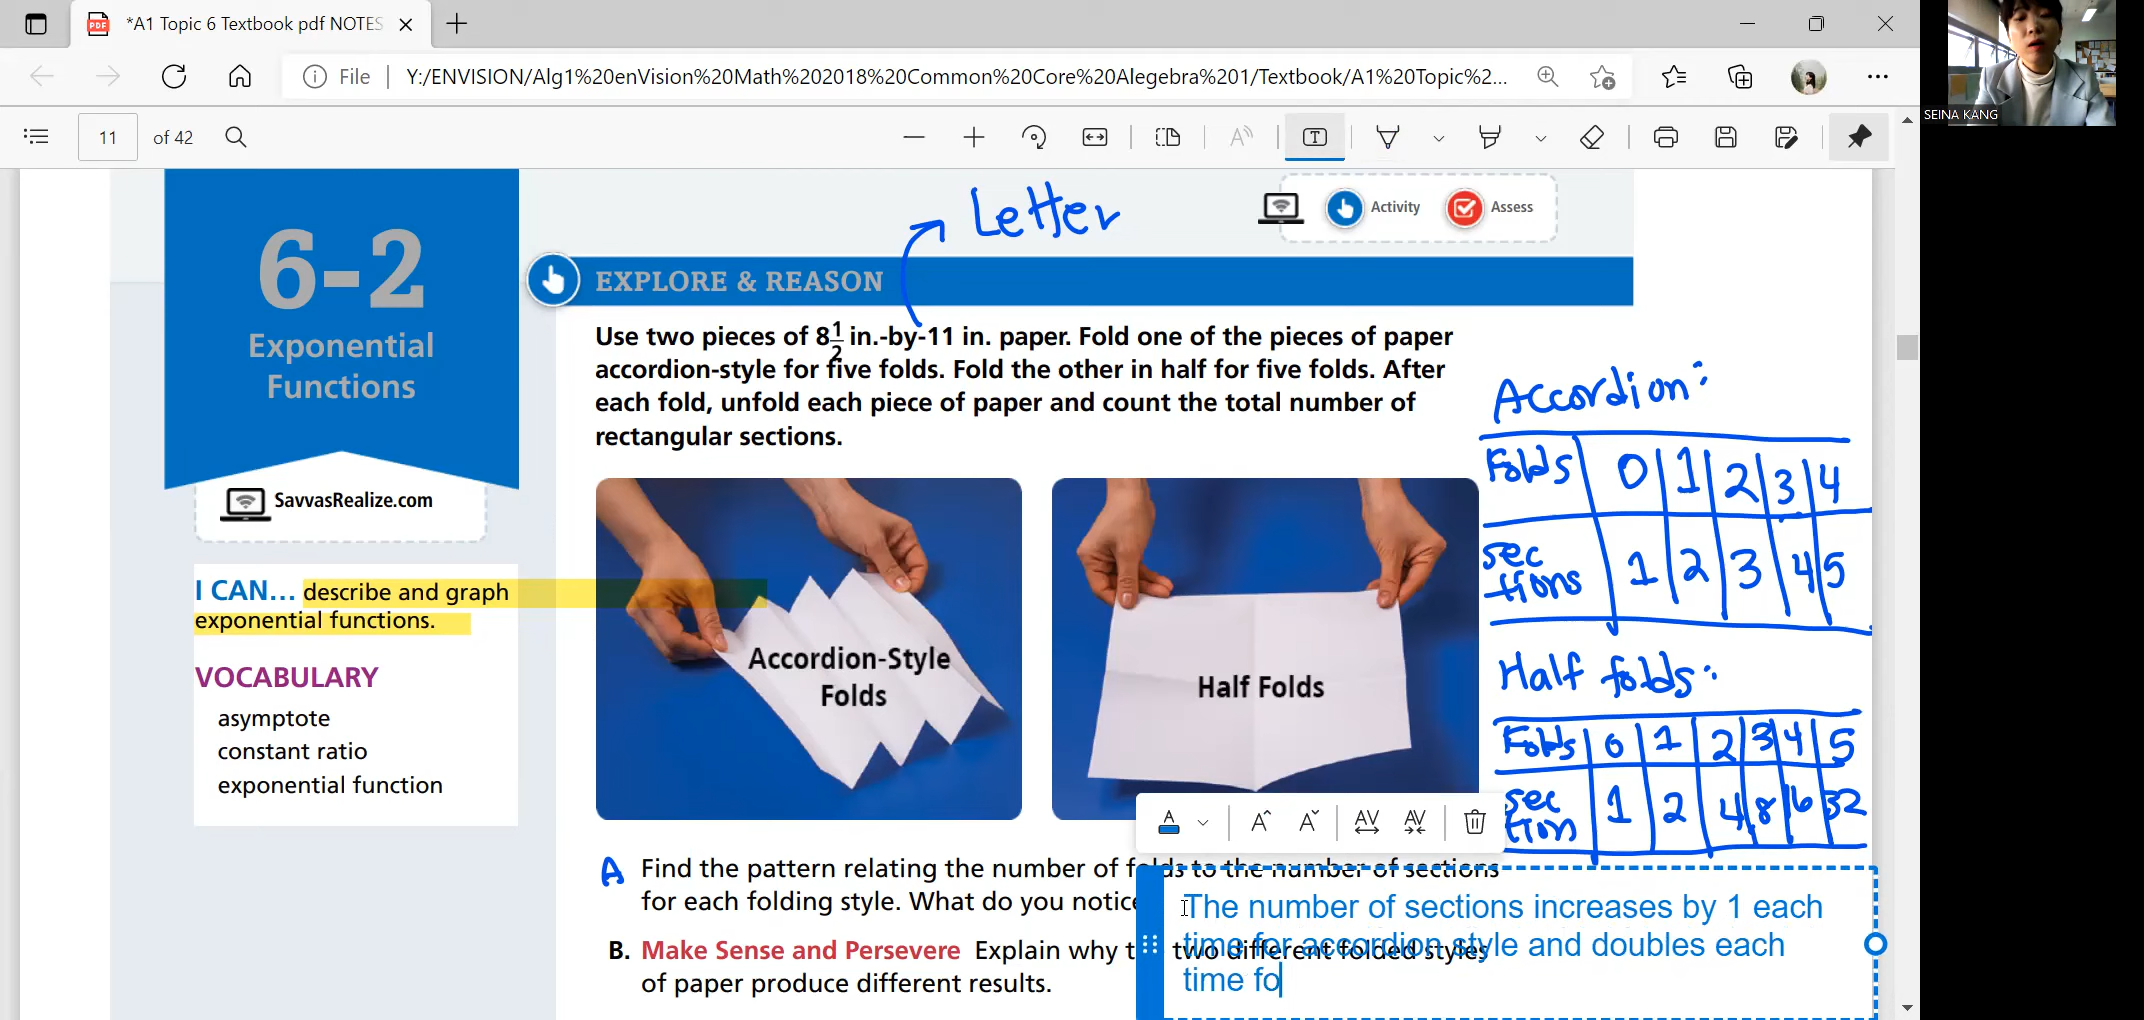 *A1 Topic 6 Textbook pdf NOTES
File
Y:/ENVISION/Alg1%20enVision%20Math%202018%20Common%20Core%20Alegebra%201/Textbook/A1%20Topic%2...
11 of 42
SEINA KANG
6-2
Exponential
Functions
Letter
Activity
Assess
EXPLORE & REASON
Use two pieces of 8 1/2 in.-by-11 in. paper. Fold one of the pieces of paper
accordion-style for five folds. Fold the other in half for five folds. After
each fold, unfold each piece of paper and count the total number of
rectangular sections.
SavvasRealize.com
I CAN... describe and graph
exponential functions.
VOCABULARY
asymptote
constant ratio
exponential function
Accordion-Style
Folds
Half Folds
Accordion:
Folds 0 1 2 3 4
sec
tions 1 2 3 4 5
Half folds:
Folds 0 1 2 3 4 5
sec
tion 1 2 4 8 16 32
A Find the pattern relating the number of folds to the number of sections
for each folding style. What do you notice
B. Make Sense and Persevere Explain why two different folded styles
of paper produce different results.
The number of sections increases by 1 each
time for accordion style and doubles each
time fo